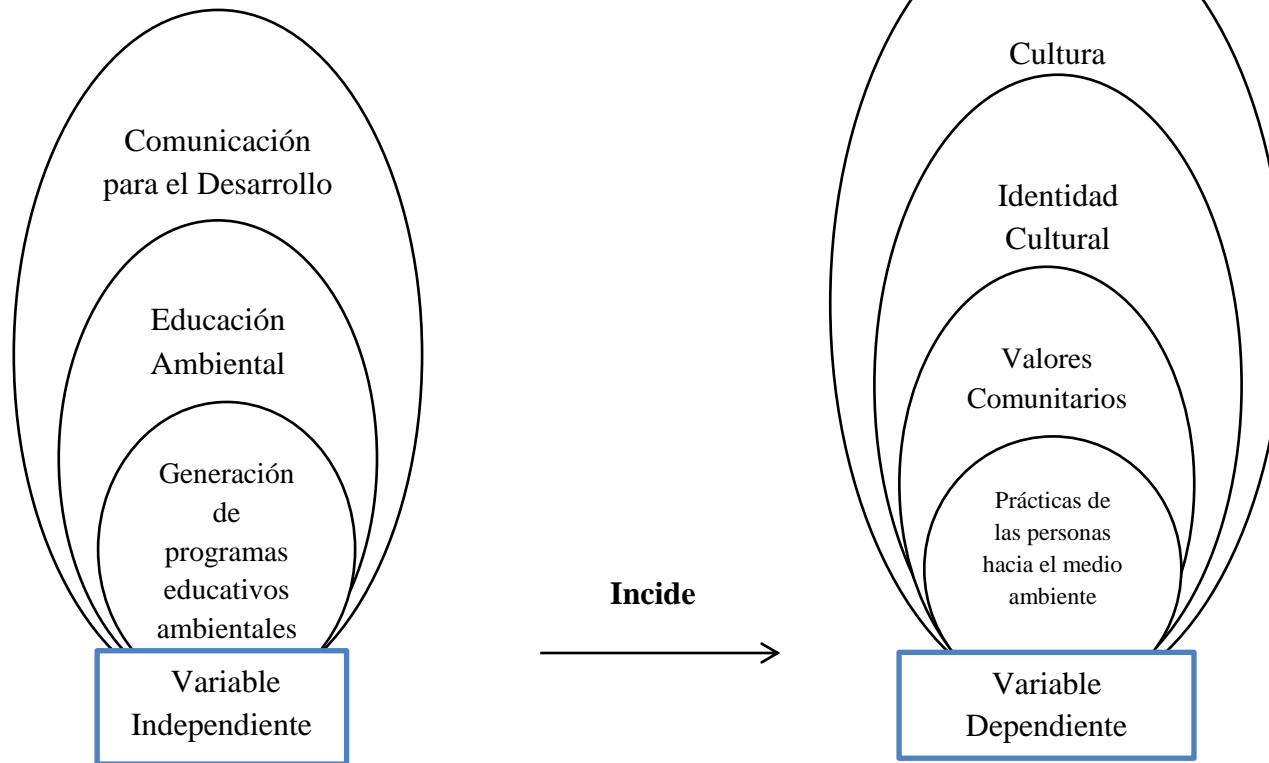 Comunicación
para el Desarrollo
Educación
Ambiental
Generación
de
programas
educativos
ambientales
Variable
Independiente
Incide
Cultura
Identidad
Cultural
Valores
Comunitarios
Prácticas de
las personas
hacia el medio
ambiente
Variable
Dependiente